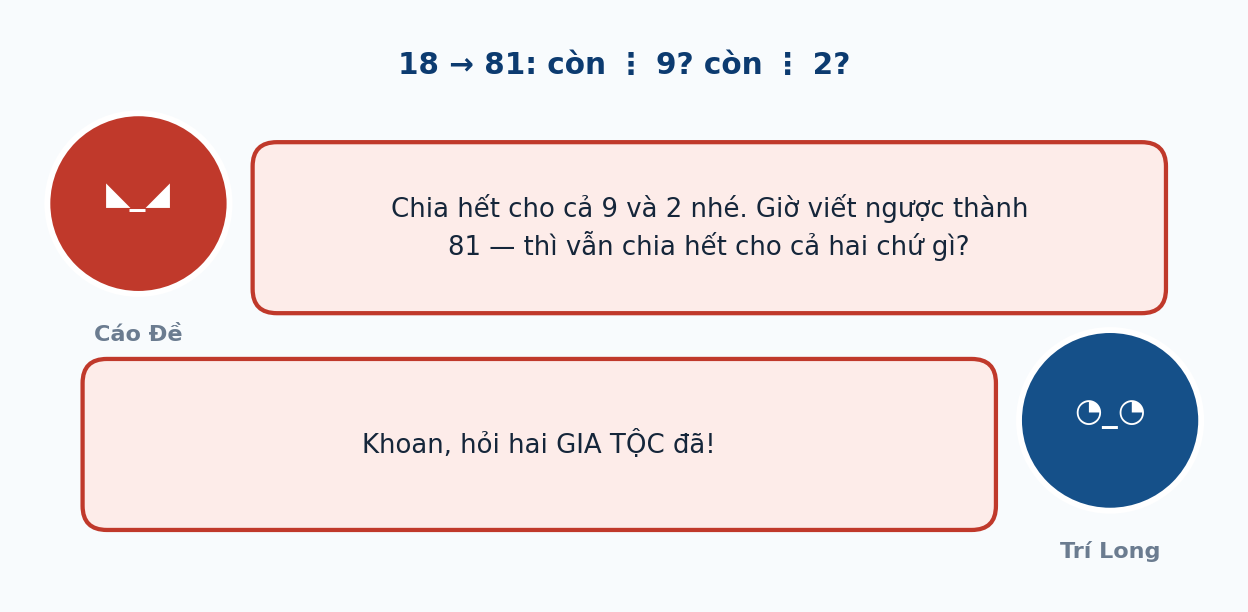 18 → 81: còn ⋮ 9? còn ⋮ 2?
Chia hết cho cả 9 và 2 nhé. Giờ viết ngược thành
81 — thì vẫn chia hết cho cả hai chứ gì?
Cáo Đề
Khoan, hỏi hai GIA TỘC đã!
◔_◔
Trí Long